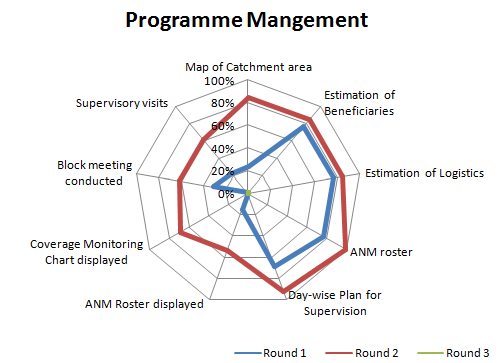 Programme Mangement
Map of Catchment area
100%
80%
60%
40%
20%
0%
Estimation of
Beneficiaries
Estimation of Logistics
ANM roster
Day-wise Plan for
Supervision
ANM Roster displayed
Coverage Monitoring
Chart displayed
Block meeting
conducted
Supervisory visits
Round 1
Round 2
Round 3